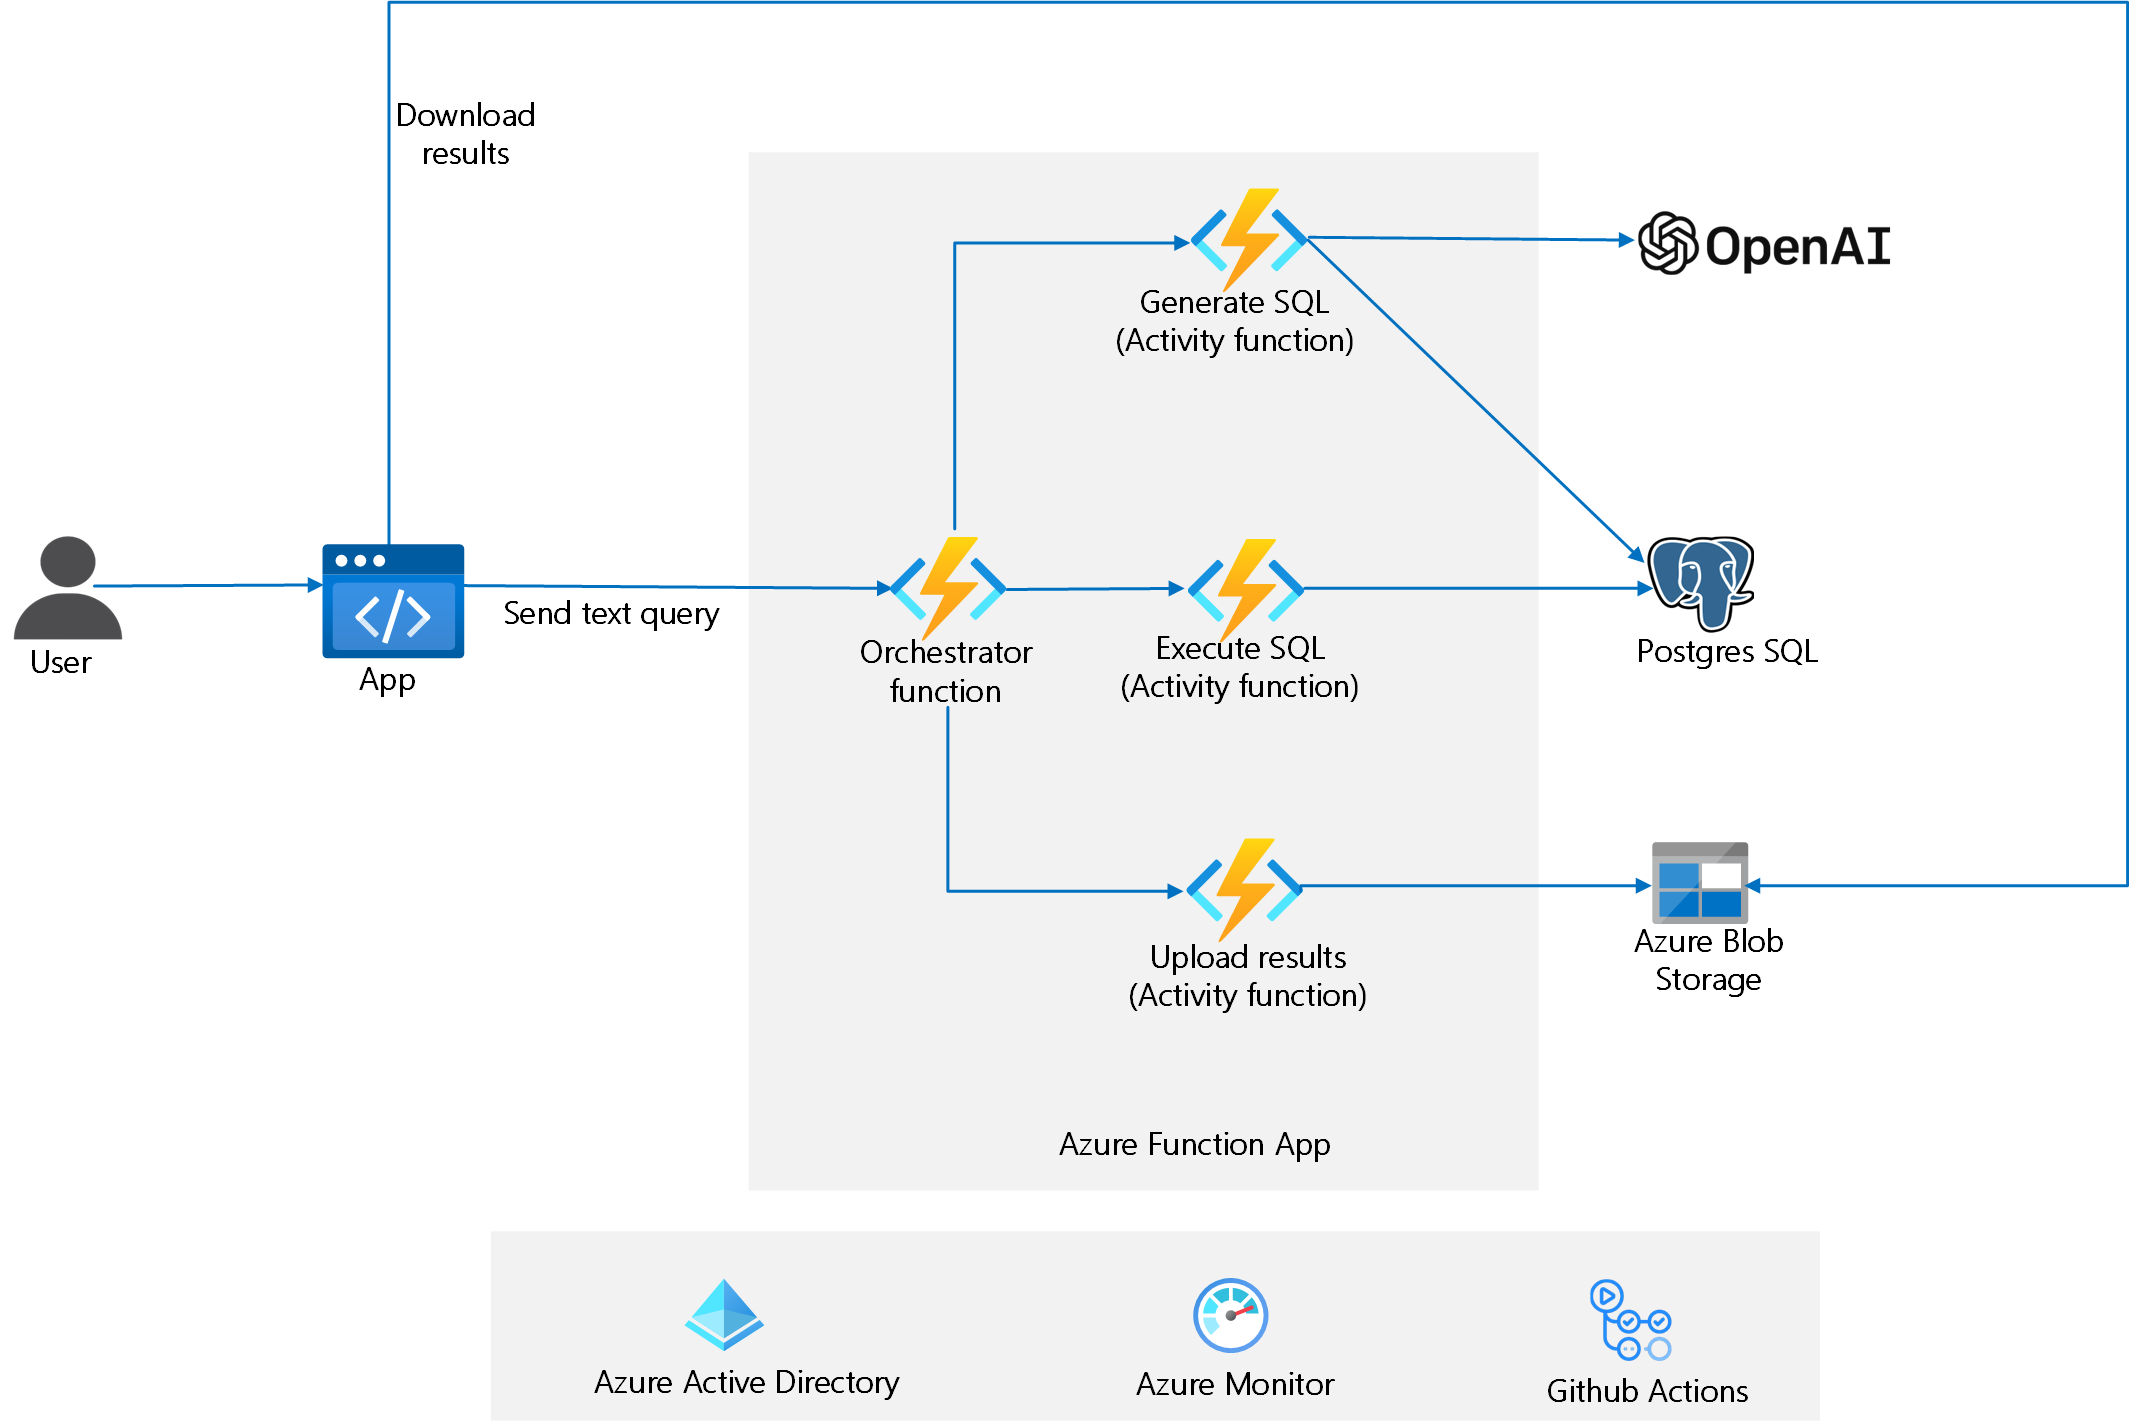 Download
results
OpenAI
Generate SQL
(Activity function)
User
App
Send text query
Orchestrator
function
Execute SQL
(Activity function)
Postgres SQL
Upload results
(Activity function)
Azure Blob
Storage
Azure Function App
Azure Active Directory
Azure Monitor
Github Actions